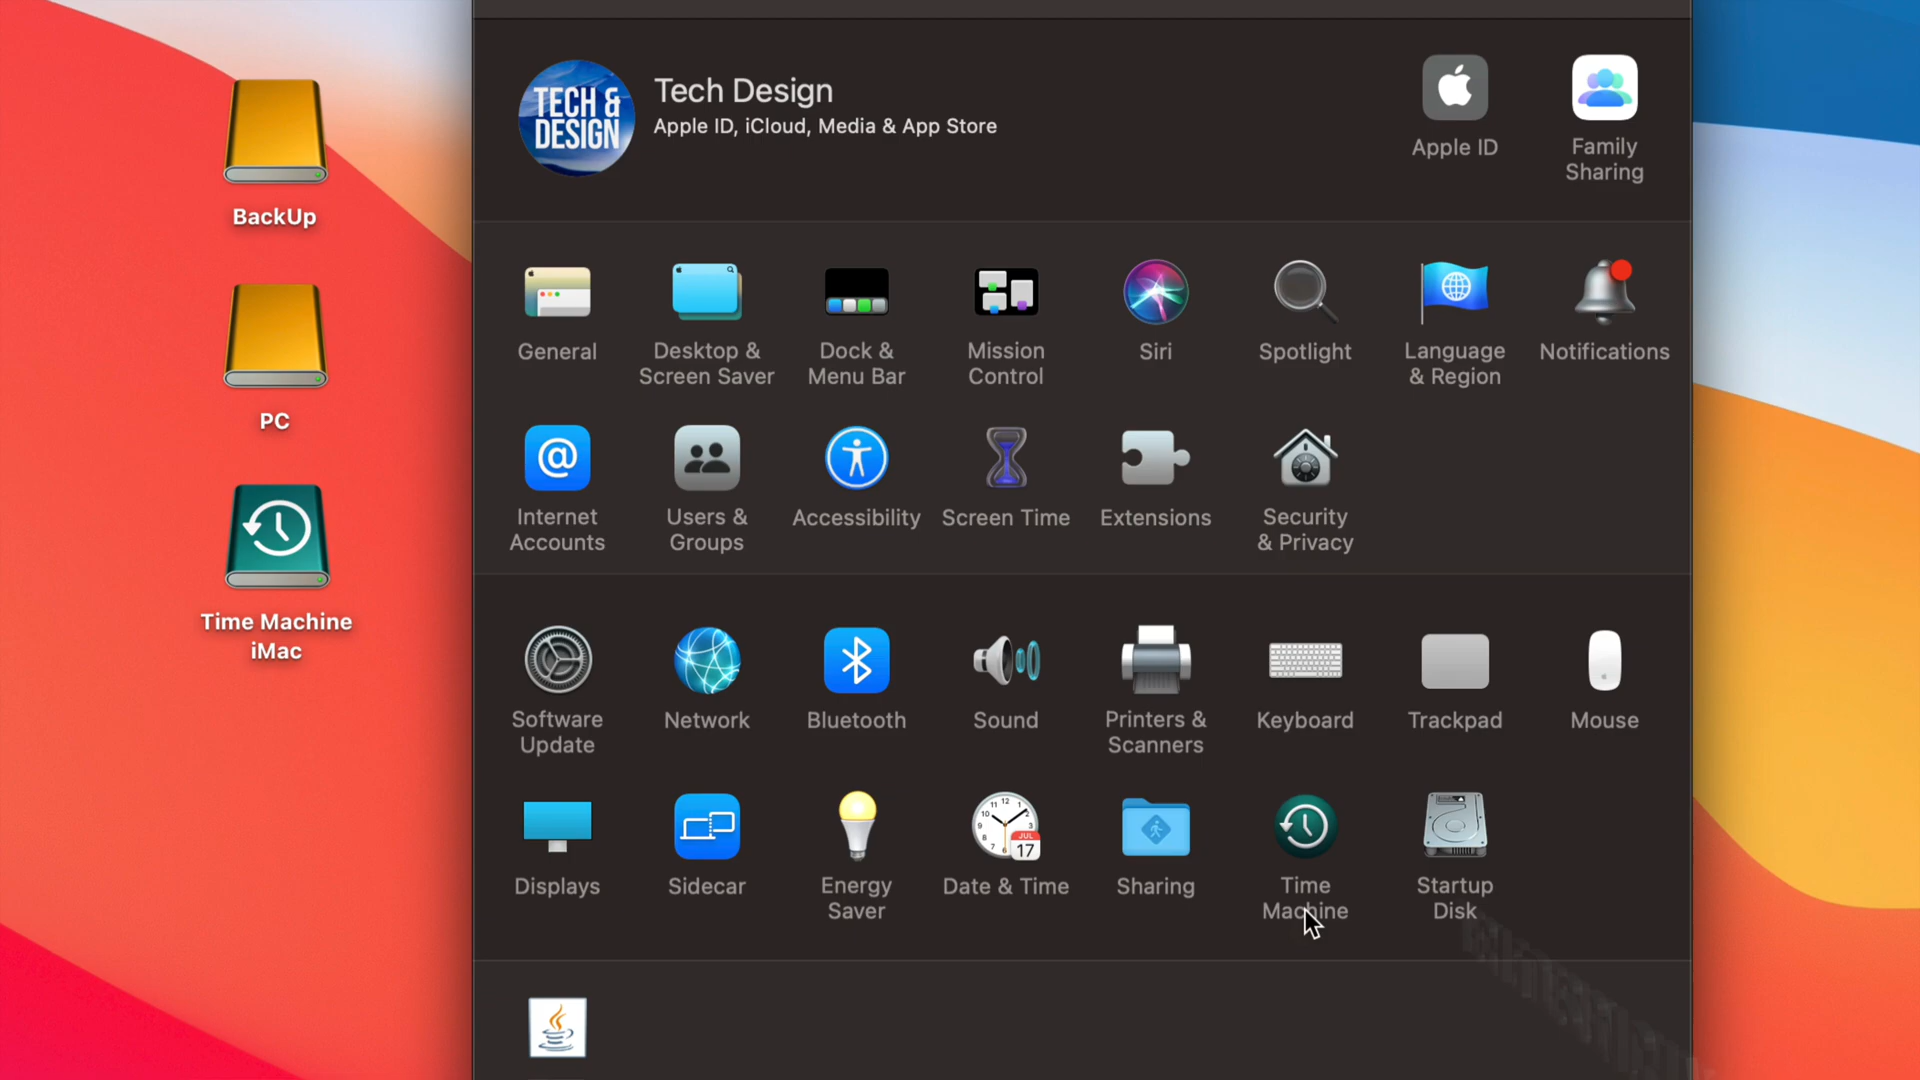 TECH &
DESIGN
Tech Design
Apple ID, iCloud, Media & App Store
Apple ID
Family
Sharing
BackUp
PC
Time Machine
iMac
General
Desktop &
Screen Saver
Dock &
Menu Bar
Mission
Control
Siri
Spotlight
Language
& Region
Notifications
@
Internet
Accounts
Users &
Groups
Accessibility
Screen Time
Extensions
Security
& Privacy
Software
Update
Network
Bluetooth
Sound
Printers &
Scanners
Keyboard
Trackpad
Mouse
Displays
Sidecar
Energy
Saver
JUL
17
Date & Time
Sharing
Time
Machine
Startup
Disk